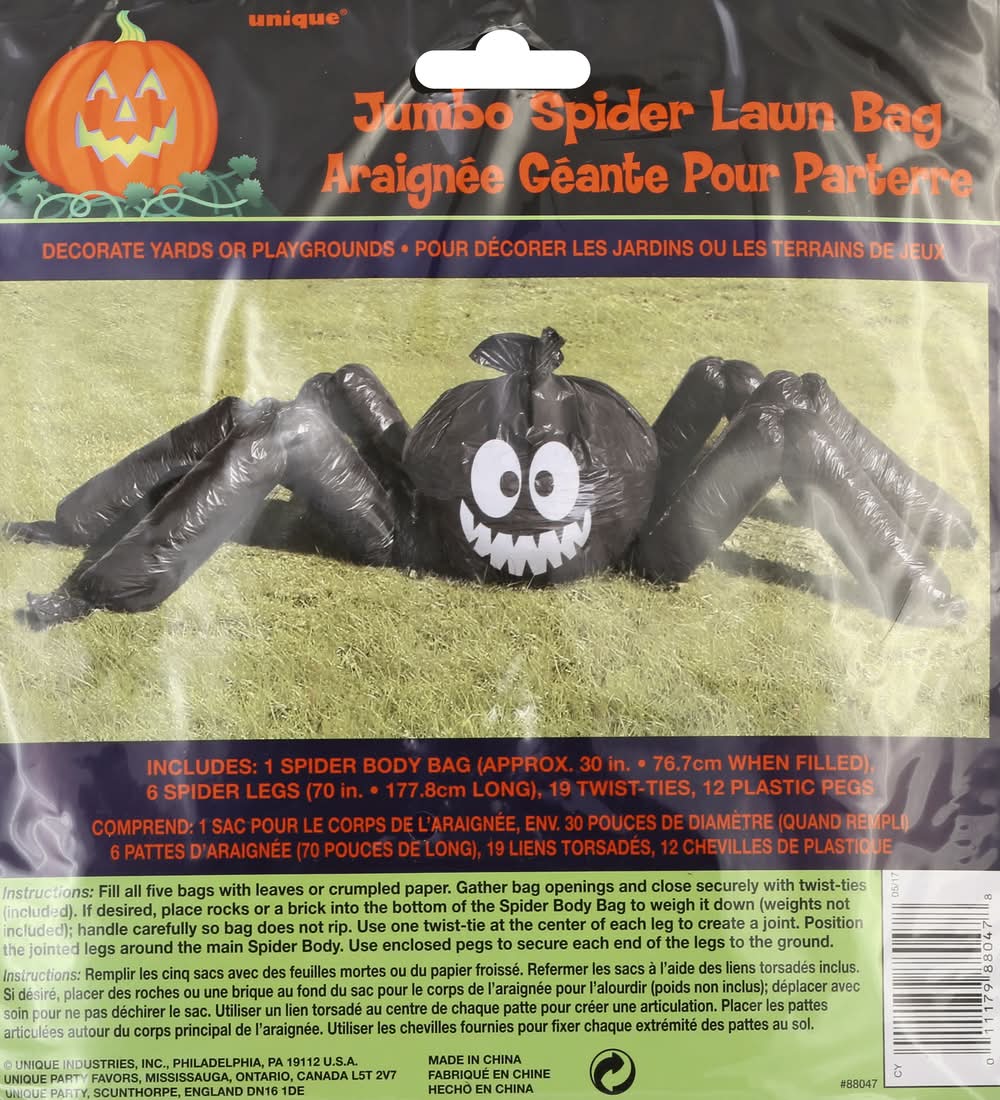 unique®
Jumbo Spider Lawn Bag
Araignée Géante Pour Parterre
DECORATE YARDS OR PLAYGROUNDS • POUR DÉCORER LES JARDINS OU LES TERRAINS DE JEUX
INCLUDES: 1 SPIDER BODY BAG (APPROX. 30 in. • 76.7cm WHEN FILLED),
6 SPIDER LEGS (70 in. • 177.8cm LONG), 19 TWIST-TIES, 12 PLASTIC PEGS
COMPREND: 1 SAC POUR LE CORPS DE L'ARAIGNÉE, ENV. 30 POUCES DE DIAMÈTRE (QUAND REMPLI)
6 PATTES D'ARAIGNÉE (70 POUCES DE LONG), 19 LIENS TORSADÉS, 12 CHEVILLES DE PLASTIQUE
Instructions: Fill all five bags with leaves or crumpled paper. Gather bag openings and close securely with twist-ties
(included). If desired, place rocks or a brick into the bottom of the Spider Body Bag to weigh it down (weights not
included); handle carefully so bag does not rip. Use one twist-tie at the center of each leg to create a joint. Position
the jointed legs around the main Spider Body. Use enclosed pegs to secure each end of the legs to the ground.
Instructions: Remplir les cinq sacs avec des feuilles mortes ou du papier froissé. Refermer les sacs à l'aide des liens torsadés inclus.
Si désiré, placer des roches ou une brique au fond du sac pour le corps de l'araignée pour l'alourdir (poids non inclus); déplacer avec
soin pour ne pas déchirer le sac. Utiliser un lien torsadé au centre de chaque patte pour créer une articulation. Placer les pattes
articulées autour du corps principal de l'araignée. Utiliser les chevilles fournies pour fixer chaque extrémité des pattes au sol.
© UNIQUE INDUSTRIES, INC., PHILADELPHIA, PA 19112 U.S.A.
UNIQUE PARTY FAVORS, MISSISSAUGA, ONTARIO, CANADA L5T 2V7
UNIQUE PARTY, SCUNTHORPE, ENGLAND DN16 1DE
MADE IN CHINA
FABRIQUÉ EN CHINE
HECHO EN CHINA
#88047
05/17
CY
0 11179 88047 8